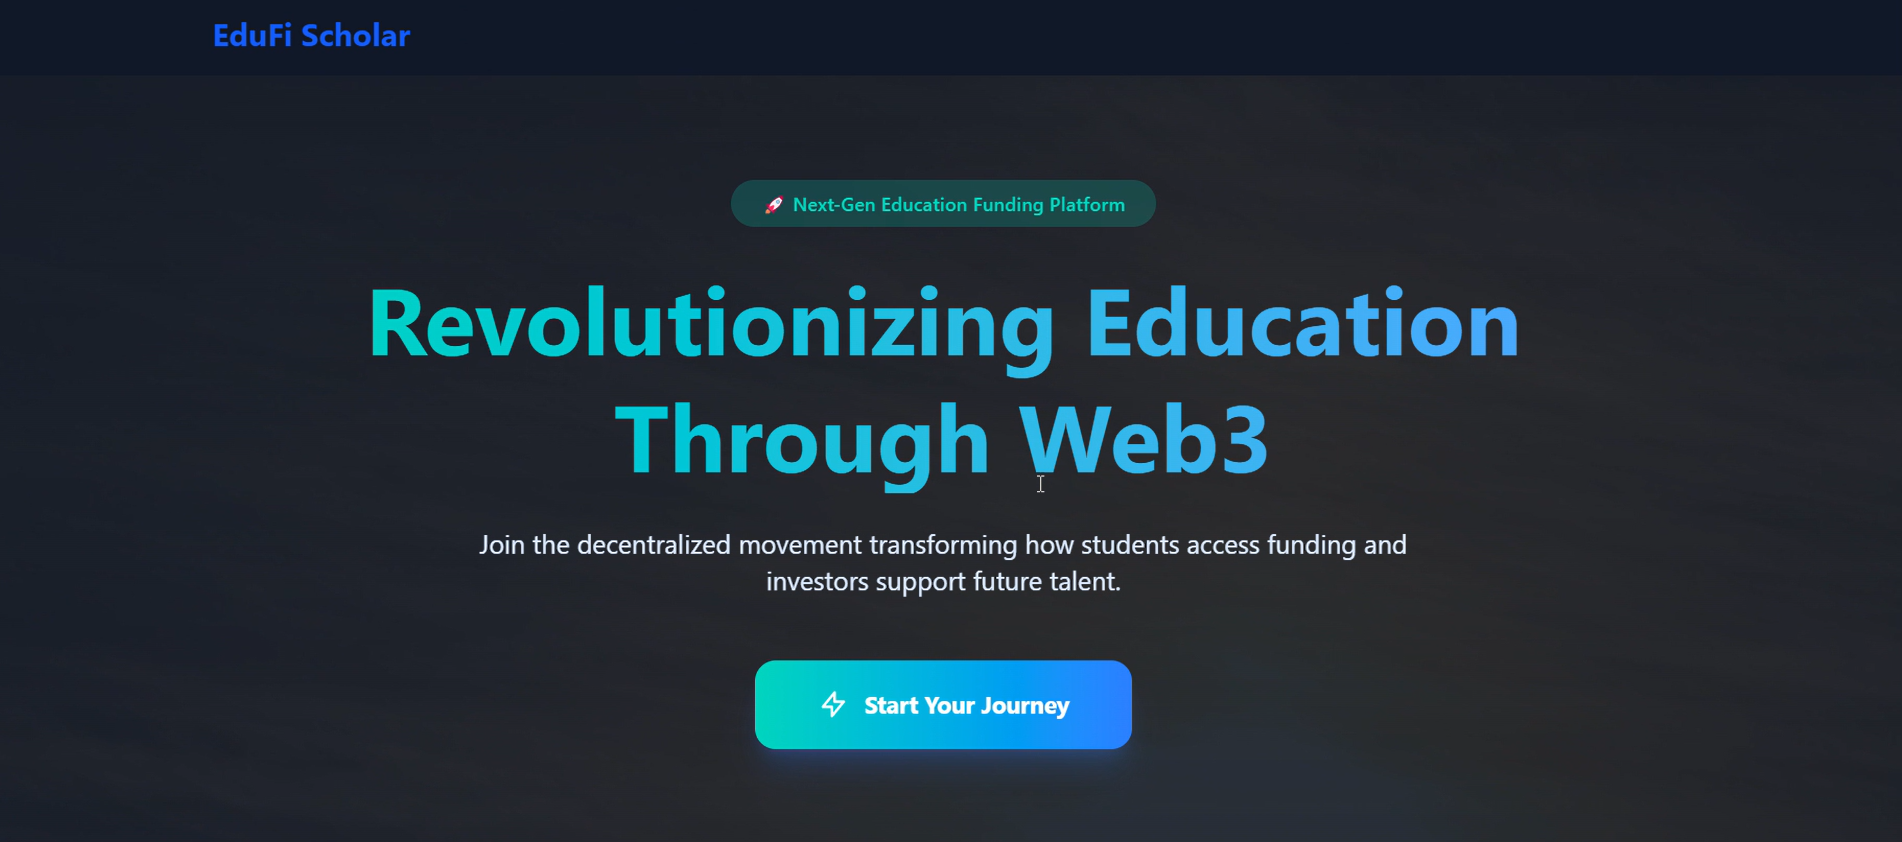 EduFi Scholar
🚀 Next-Gen Education Funding Platform
Revolutionizing Education
Through Web3
Join the decentralized movement transforming how students access funding and
investors support future talent.
Start Your Journey